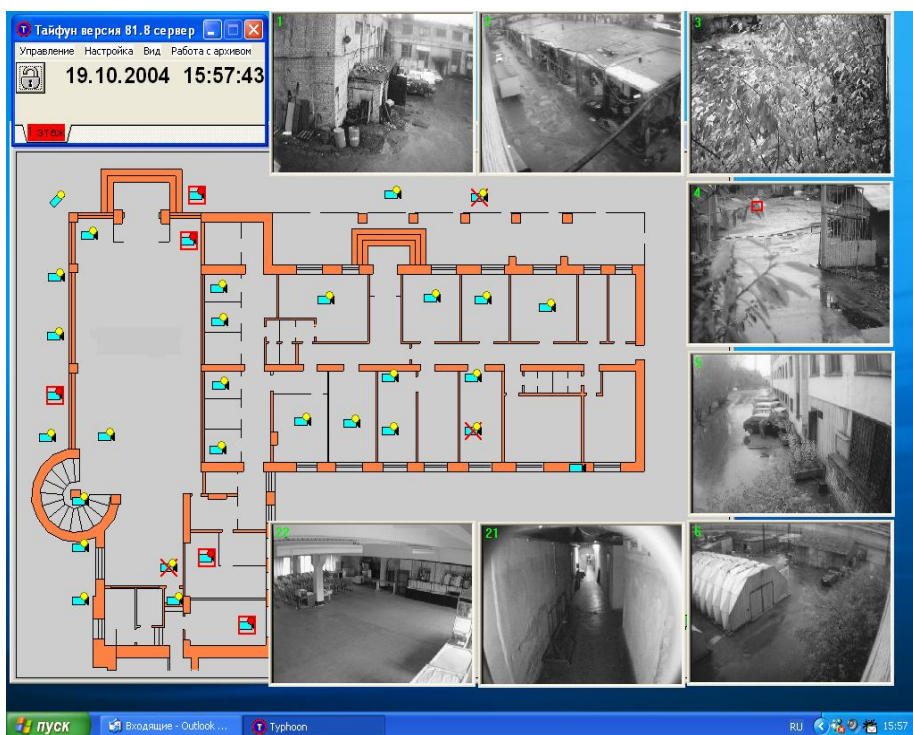 Тайфун версия 81.8 сервер
Управление Настройка Вид Работа с архивом
19.10.2004 15:57:43
1 этаж
1
2
3
4
5
22
21
6
пуск
Входящие - Outlook ...
Typhoon
RU
15:57